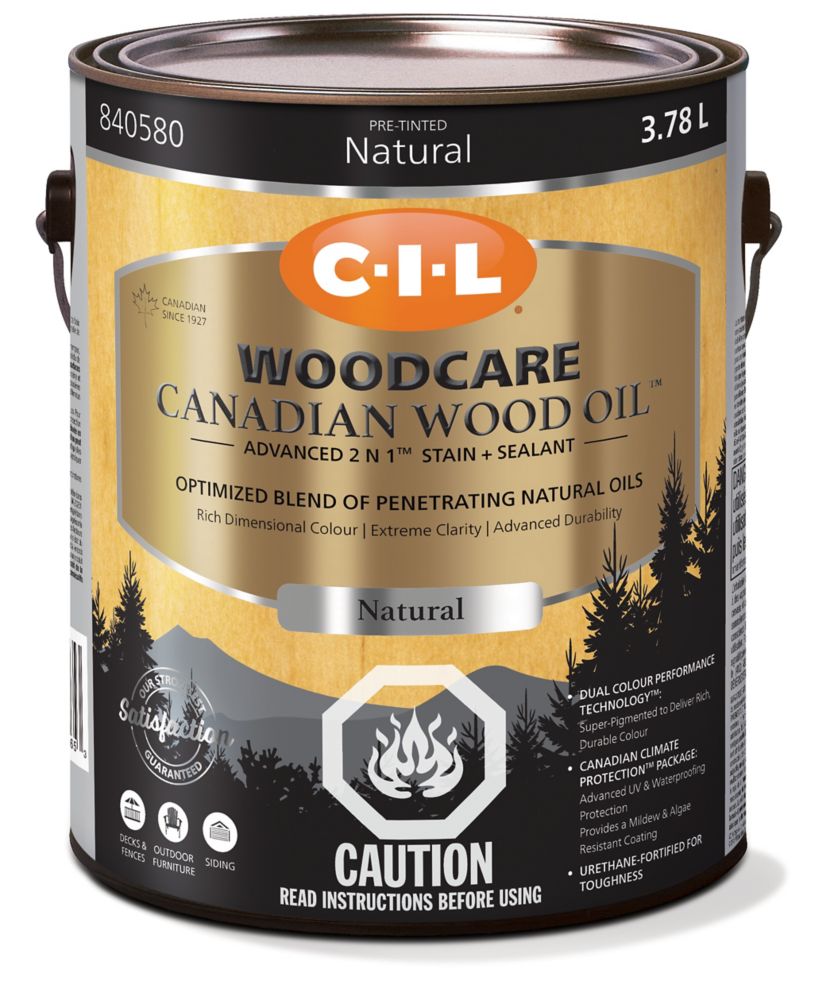 840580
PRE-TINTED
Natural
3.78 L
C·I·L®
CANADIAN
SINCE 1927
WOODCARE
CANADIAN WOOD OIL™
ADVANCED 2 N 1™ STAIN + SEALANT
OPTIMIZED BLEND OF PENETRATING NATURAL OILS
Rich Dimensional Colour | Extreme Clarity | Advanced Durability
Natural
OUR STRONGEST
Satisfaction
GUARANTEED
DECKS &
FENCES
OUTDOOR
FURNITURE
SIDING
CAUTION
READ INSTRUCTIONS BEFORE USING
• DUAL COLOUR PERFORMANCE
TECHNOLOGY™:
Super-Pigmented to Deliver Rich,
Durable Colour
• CANADIAN CLIMATE
PROTECTION™ PACKAGE:
Advanced UV & Waterproofing
Protection
Provides a Mildew & Algae
Resistant Coating
• URETHANE-FORTIFIED FOR
TOUGHNESS